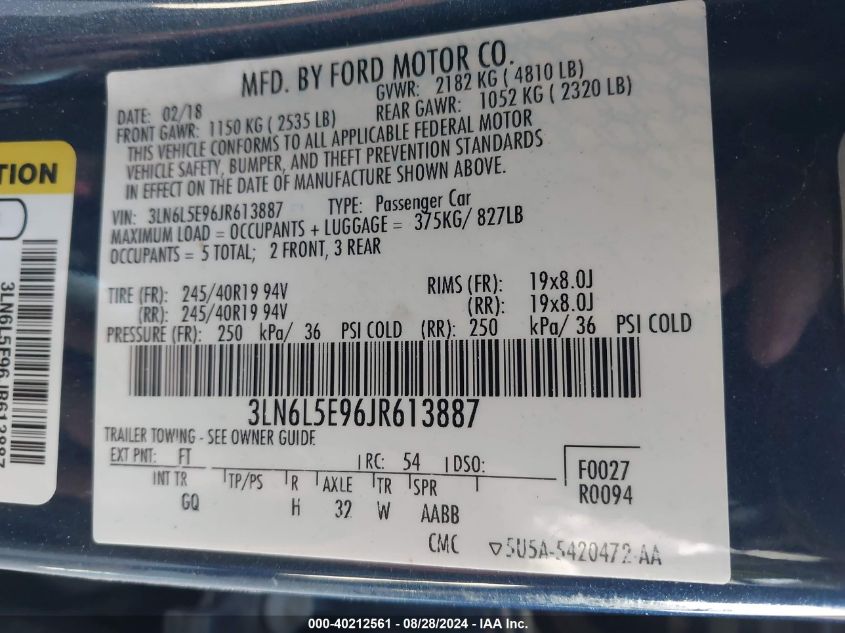 MFD. BY FORD MOTOR CO.
DATE: 02/18 GVWR: 2182 KG ( 4810 LB)
FRONT GAWR: 1150 KG ( 2535 LB) REAR GAWR: 1052 KG ( 2320 LB)
THIS VEHICLE CONFORMS TO ALL APPLICABLE FEDERAL MOTOR
VEHICLE SAFETY, BUMPER, AND THEFT PREVENTION STANDARDS
IN EFFECT ON THE DATE OF MANUFACTURE SHOWN ABOVE.
VIN: 3LN6L5E96JR613887 TYPE: Passenger Car
MAXIMUM LOAD = OCCUPANTS + LUGGAGE = 375KG/ 827LB
OCCUPANTS = 5 TOTAL; 2 FRONT, 3 REAR
TIRE (FR): 245/40R19 94V RIMS (FR): 19x8.0J
(RR): 245/40R19 94V (RR): 19x8.0J
PRESSURE (FR): 250 kPa/ 36 PSI COLD (RR): 250 kPa/ 36 PSI COLD
3LN6L5E96JR613887
TRAILER TOWING - SEE OWNER GUIDE
EXT PNT: FT RC: 54 DSO: F0027
INT TR TP/PS R AXLE TR SPR R0094
GQ H 32 W AABB
CMC 5U5A-5420472-AA
TION
3LN6L5E96JR613887
000-40212561 - 08/28/2024 - IAA Inc.